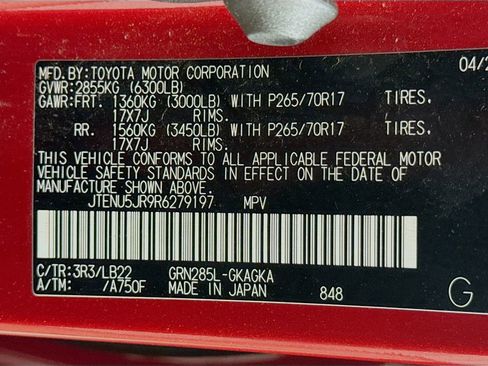 MFD.BY:TOYOTA MOTOR CORPORATION 04/2
GVWR:2855KG (6300LB)
GAWR:FRT. 1360KG (3000LB) WITH P265/70R17 TIRES,
17X7J RIMS.
RR. 1560KG (3450LB) WITH P265/70R17 TIRES,
17X7J RIMS.
THIS VEHICLE CONFORMS TO ALL APPLICABLE FEDERAL MOTOR
VEHICLE SAFETY STANDARDS IN EFFECT ON THE DATE OF
MANUFACTURE SHOWN ABOVE.
JTENU5JR9R6279197 MPV
C/TR:3R3/LB22 GRN285L-GKAGKA
A/TM: /A750F MADE IN JAPAN 848 G